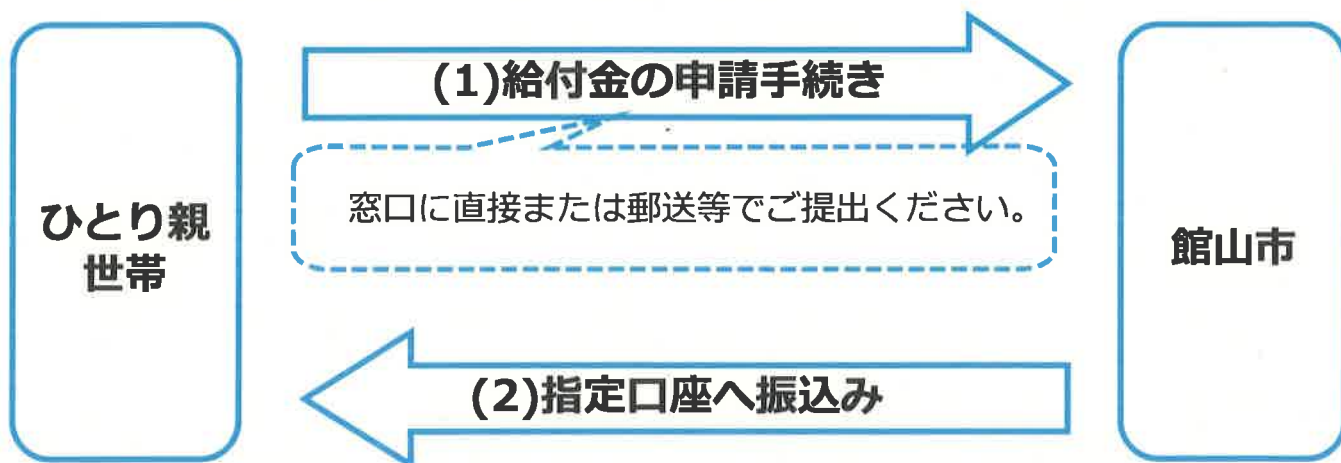 ひとり親
世帯
(1)給付金の申請手続き
窓口に直接または郵送等でご提出ください。
(2)指定口座へ振込み
館山市